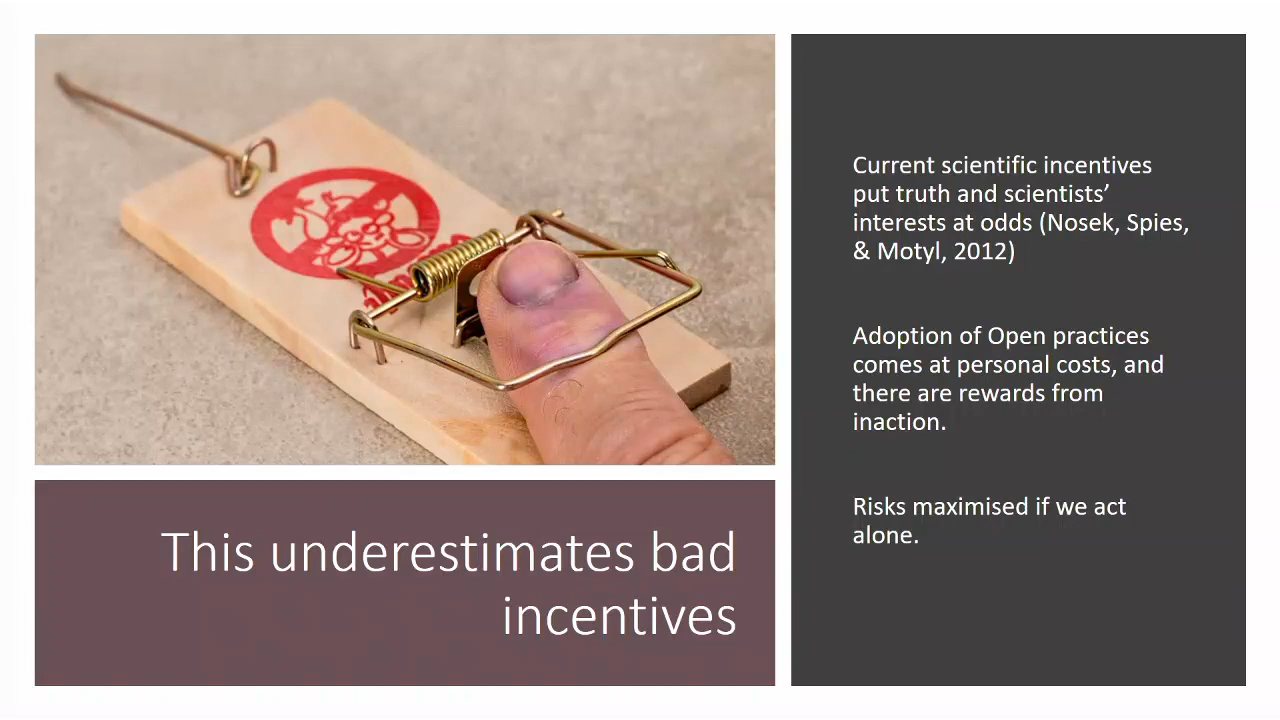 This underestimates bad
incentives
Current scientific incentives
put truth and scientists’
interests at odds (Nosek, Spies,
& Motyl, 2012)
Adoption of Open practices
comes at personal costs, and
there are rewards from
inaction.
Risks maximised if we act
alone.